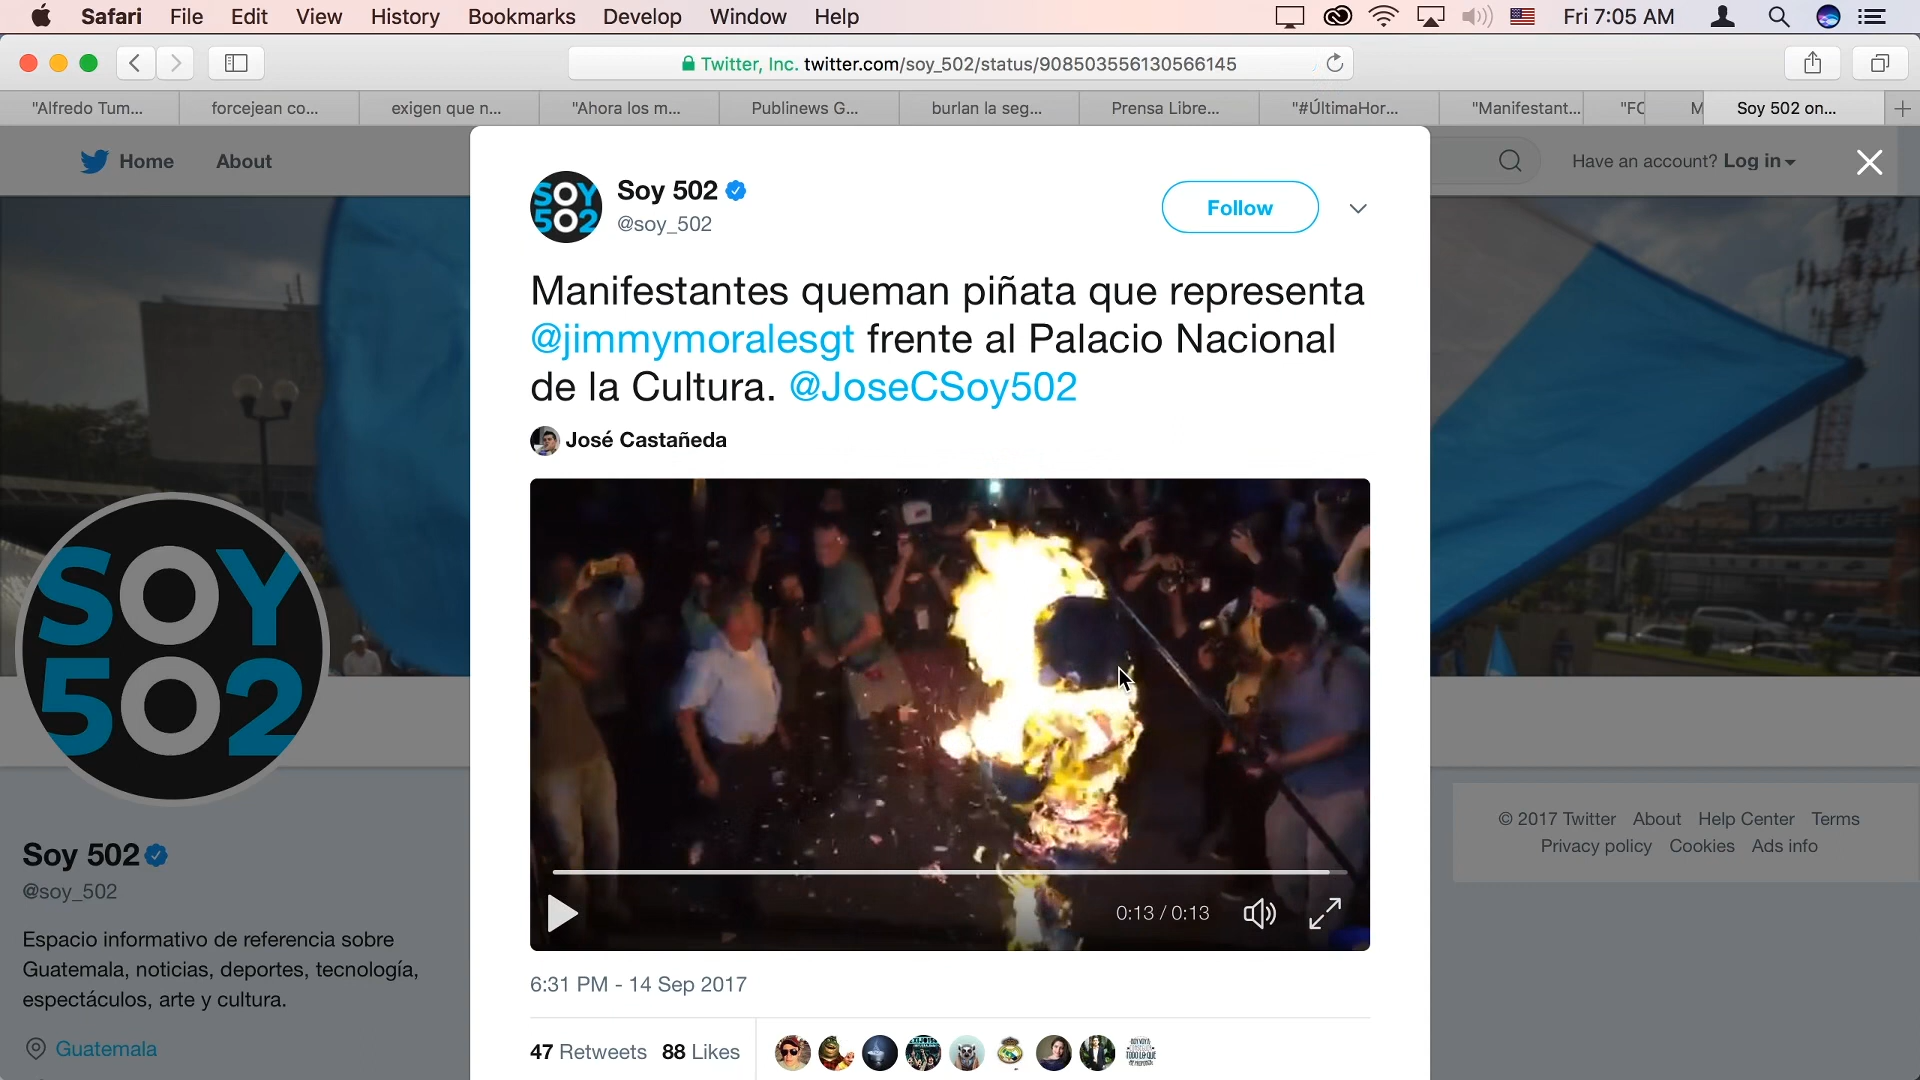 Safari File Edit View History Bookmarks Develop Window Help Fri 7:05 AM
Twitter, Inc. twitter.com/soy_502/status/908503556130566145
"Alfredo Tum... forcejean co... exigen que n... "Ahora los m... Publinews G... burlan la seg... Prensa Libre... "#ÚltimaHor... "Manifestant... "FC M Soy 502 on...
Home About
Have an account? Log in
SOY
502
Soy 502
@soy_502
Follow
Manifestantes queman piñata que representa
@jimmymoralesgt frente al Palacio Nacional
de la Cultura. @JoseCSoy502
José Castañeda
0:13 / 0:13
6:31 PM - 14 Sep 2017
47 Retweets 88 Likes
SOY
502
Soy 502
@soy_502
Espacio informativo de referencia sobre
Guatemala, noticias, deportes, tecnología,
espectáculos, arte y cultura.
Guatemala
© 2017 Twitter About Help Center Terms
Privacy policy Cookies Ads info